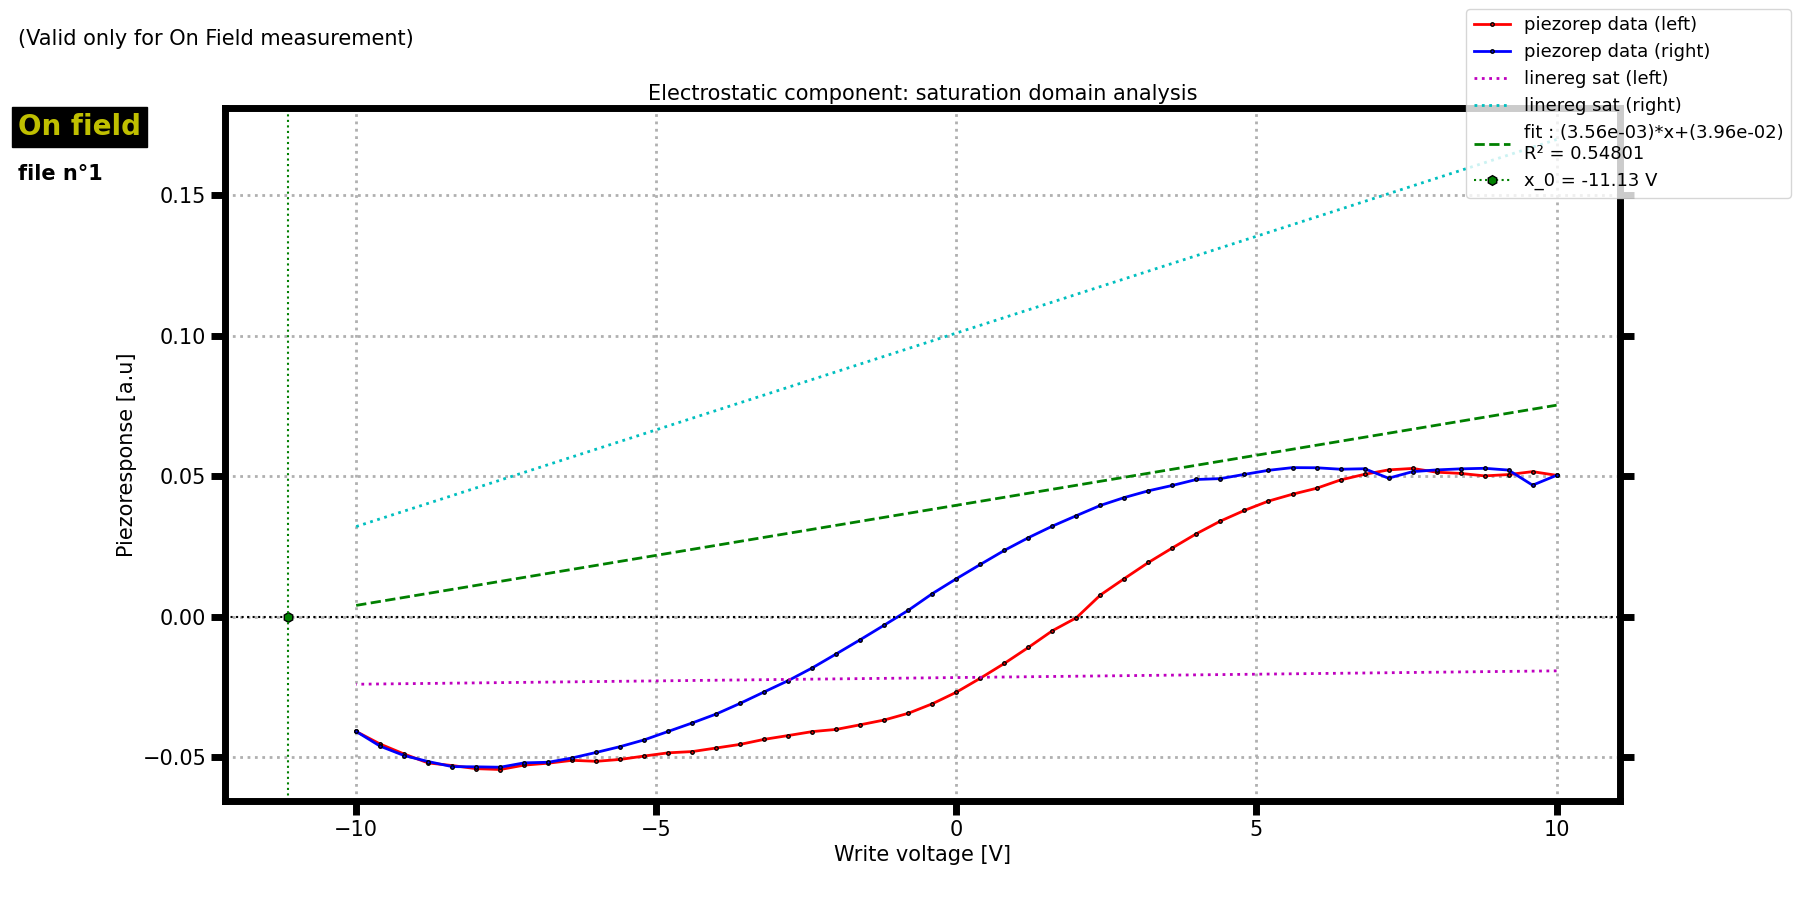 (Valid only for On Field measurement)
On field
file n°1
Electrostatic component: saturation domain analysis
piezorep data (left)
piezorep data (right)
linereg sat (left)
linereg sat (right)
fit : (3.56e-03)*x+(3.96e-02)
R² = 0.54801
x_0 = -11.13 V
Piezoresponse [a.u]
0.15
0.10
0.05
0.00
−0.05
−10
−5
0
5
10
Write voltage [V]